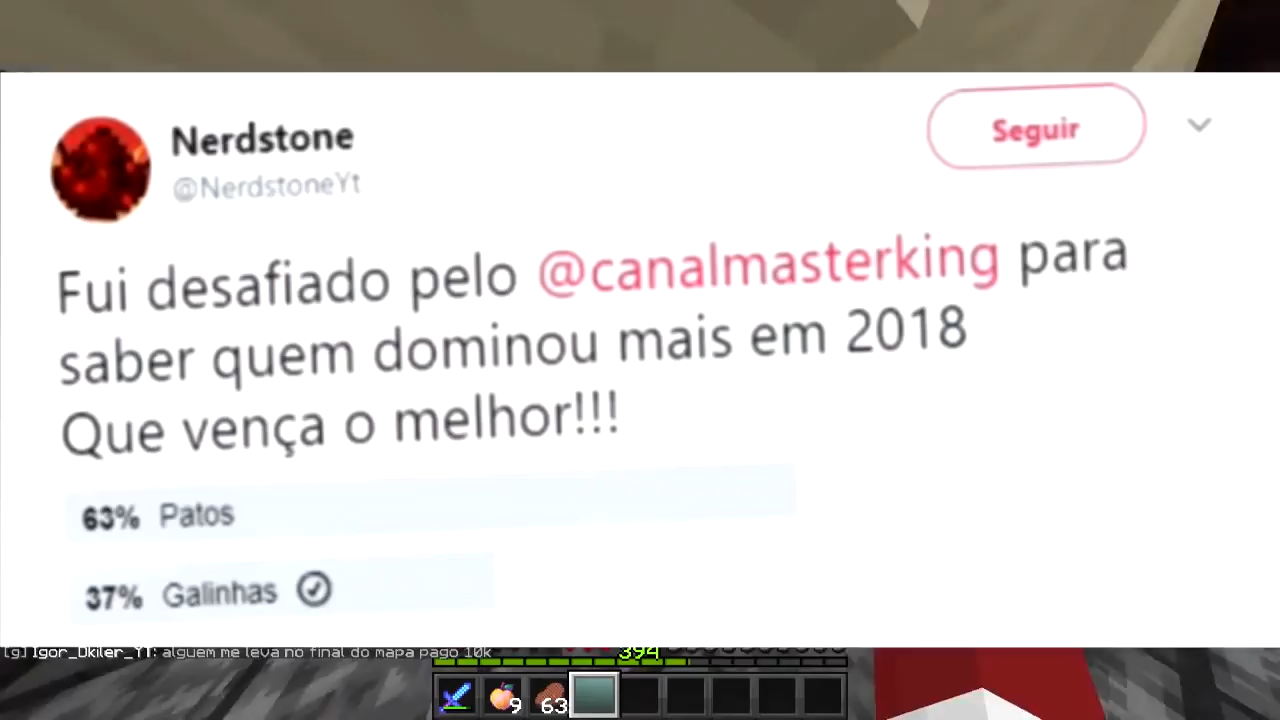 Nerdstone
@NerdstoneYt
Seguir
Fui desafiado pelo @canalmasterking para
saber quem dominou mais em 2018
Que vença o melhor!!!
63% Patos
37% Galinhas
[g] Igor_Dkiler_YT: alguem me leva no final do mapa pago 10k
394
9
63